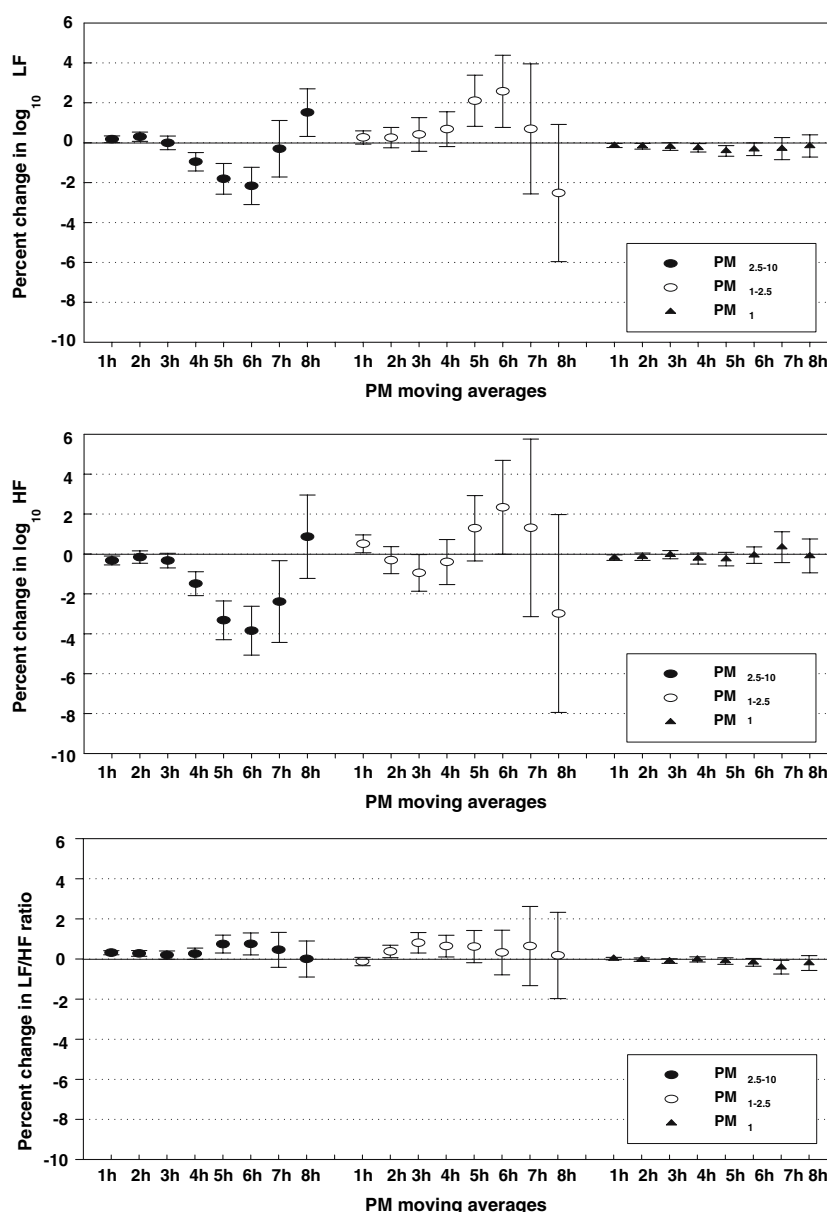 Percent change in log10 LF
6
4
2
0
-2
-4
-6
-8
-10
PM 2.5-10
PM 1-2.5
PM 1
1h 2h 3h 4h 5h 6h 7h 8h 1h 2h 3h 4h 5h 6h 7h 8h 1h 2h 3h 4h 5h 6h 7h 8h
PM moving averages
Percent change in log10 HF
6
4
2
0
-2
-4
-6
-8
-10
PM 2.5-10
PM 1-2.5
PM 1
1h 2h 3h 4h 5h 6h 7h 8h 1h 2h 3h 4h 5h 6h 7h 8h 1h 2h 3h 4h 5h 6h 7h 8h
PM moving averages
Percent change in LF/HF ratio
6
4
2
0
-2
-4
-6
-8
-10
PM 2.5-10
PM 1-2.5
PM 1
1h 2h 3h 4h 5h 6h 7h 8h 1h 2h 3h 4h 5h 6h 7h 8h 1h 2h 3h 4h 5h 6h 7h 8h
PM moving averages